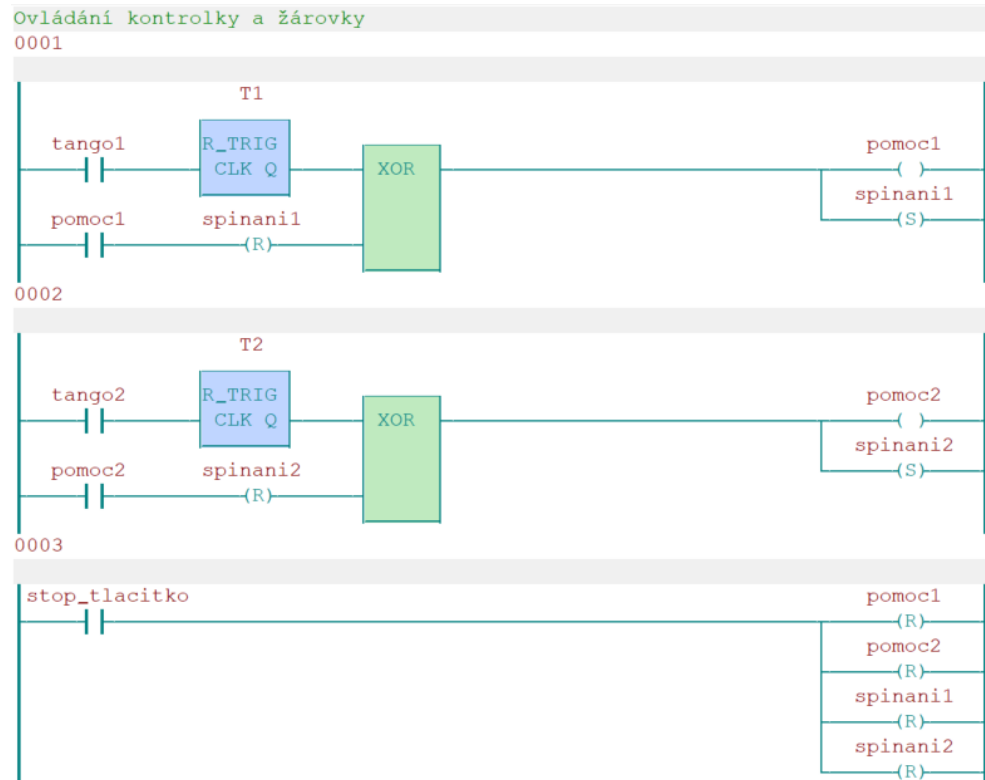 Ovládání kontrolky a žárovky
0001
T1
tango1 R_TRIG pomoc1
CLK Q XOR ( )
spinani1
pomoc1 spinani1 (S)
(R)
0002
T2
tango2 R_TRIG pomoc2
CLK Q XOR ( )
spinani2
pomoc2 spinani2 (S)
(R)
0003
stop_tlacitko pomoc1
(R)
pomoc2
(R)
spinani1
(R)
spinani2
(R)